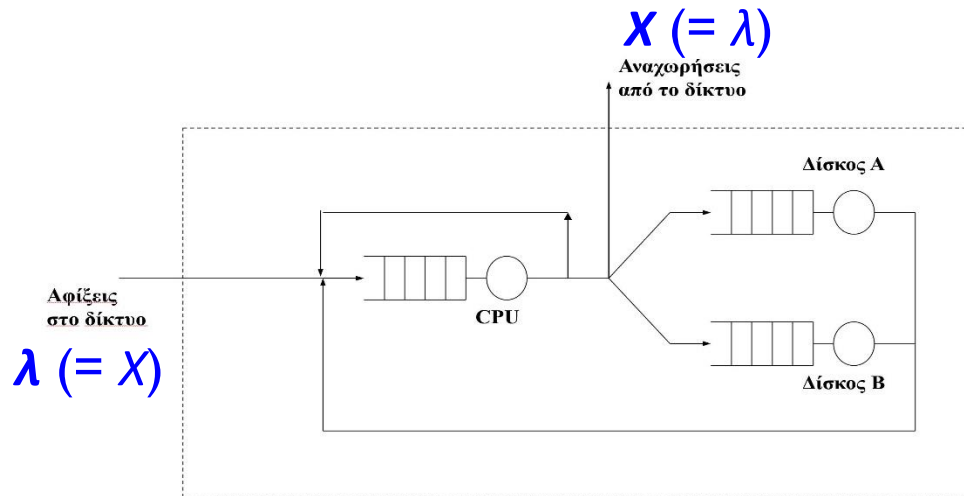 X (= λ)
Αναχωρήσεις
από το δίκτυο
Δίσκος Α
CPU
Αφίξεις
στο δίκτυο
λ (= X)
Δίσκος Β